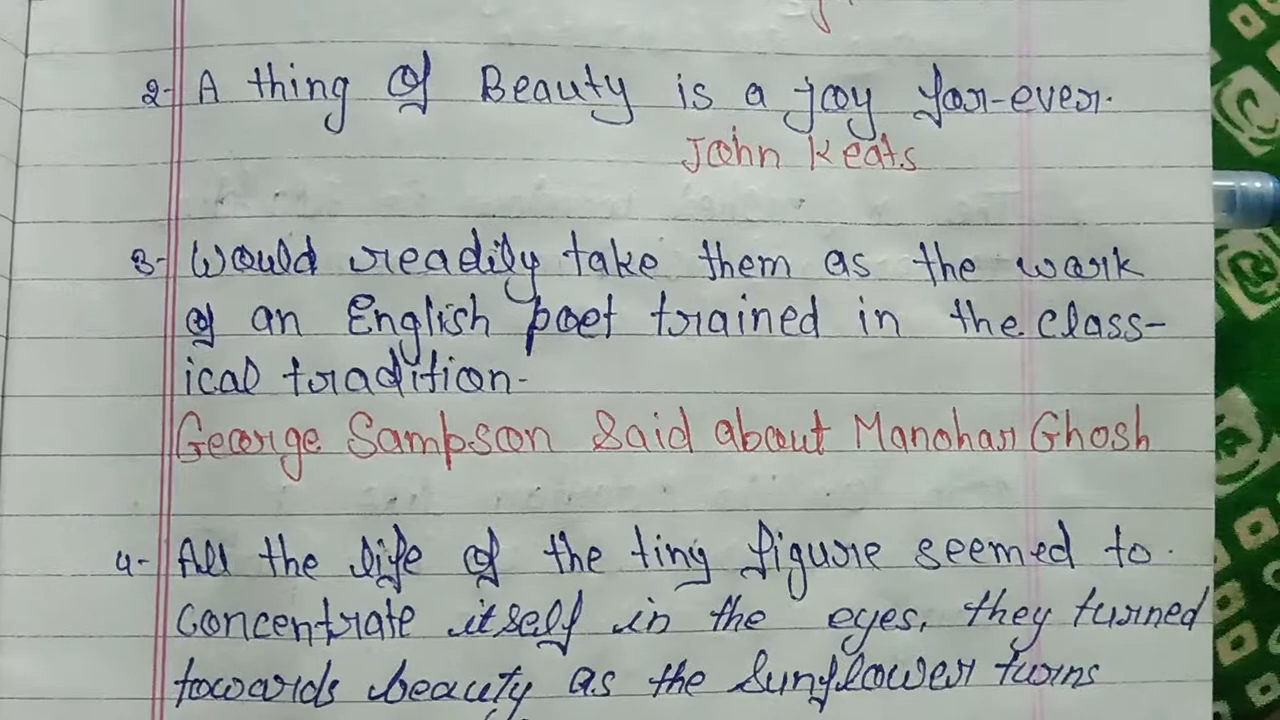 2- A thing of Beauty is a joy for-ever.
John Keats
3- Would readily take them as the work
of an English poet trained in the class-
ical tradition-
George Sampson Said about Manohar Ghosh
4- All the life of the tiny figure seemed to
concentrate itself in the eyes, they turned
towards beauty as the Sunflower turns